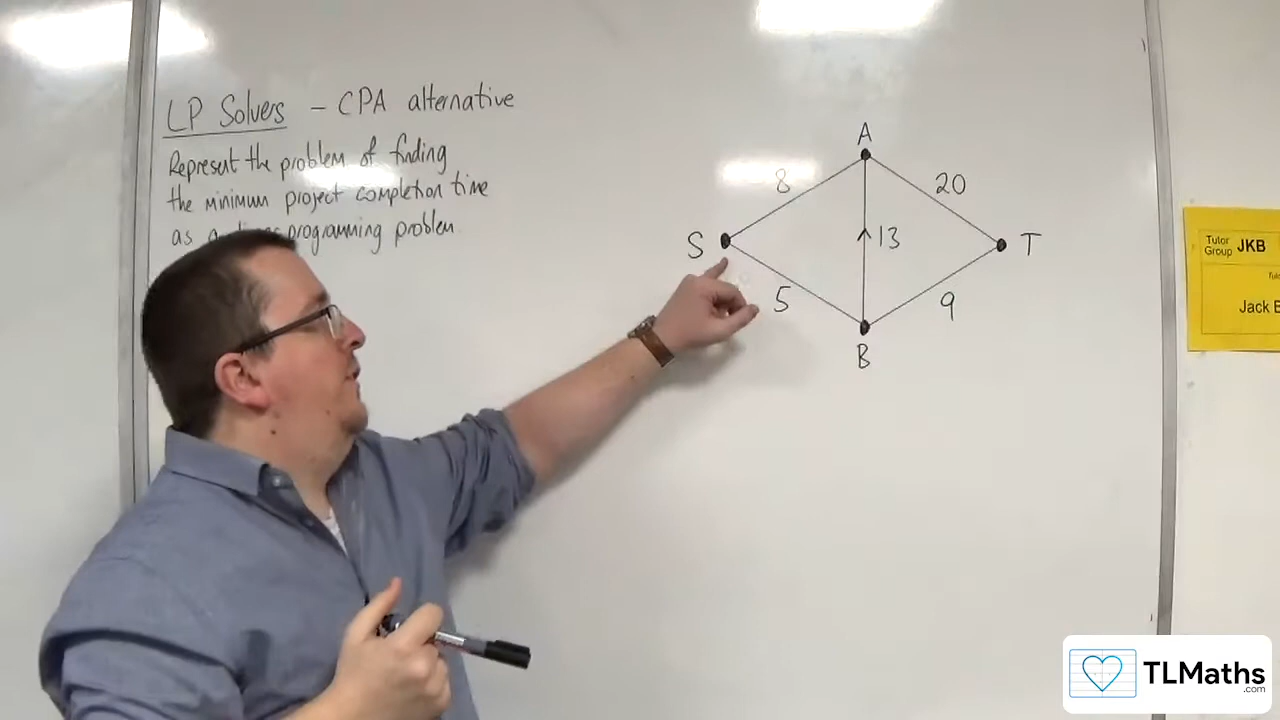 LP Solvers – CPA alternative
Represent the problem of finding
the minimum project completion time
as programming problem.
A
8
20
S
13
T
5
9
B
Tutor
Group JKB
Jack
TLMaths
.com